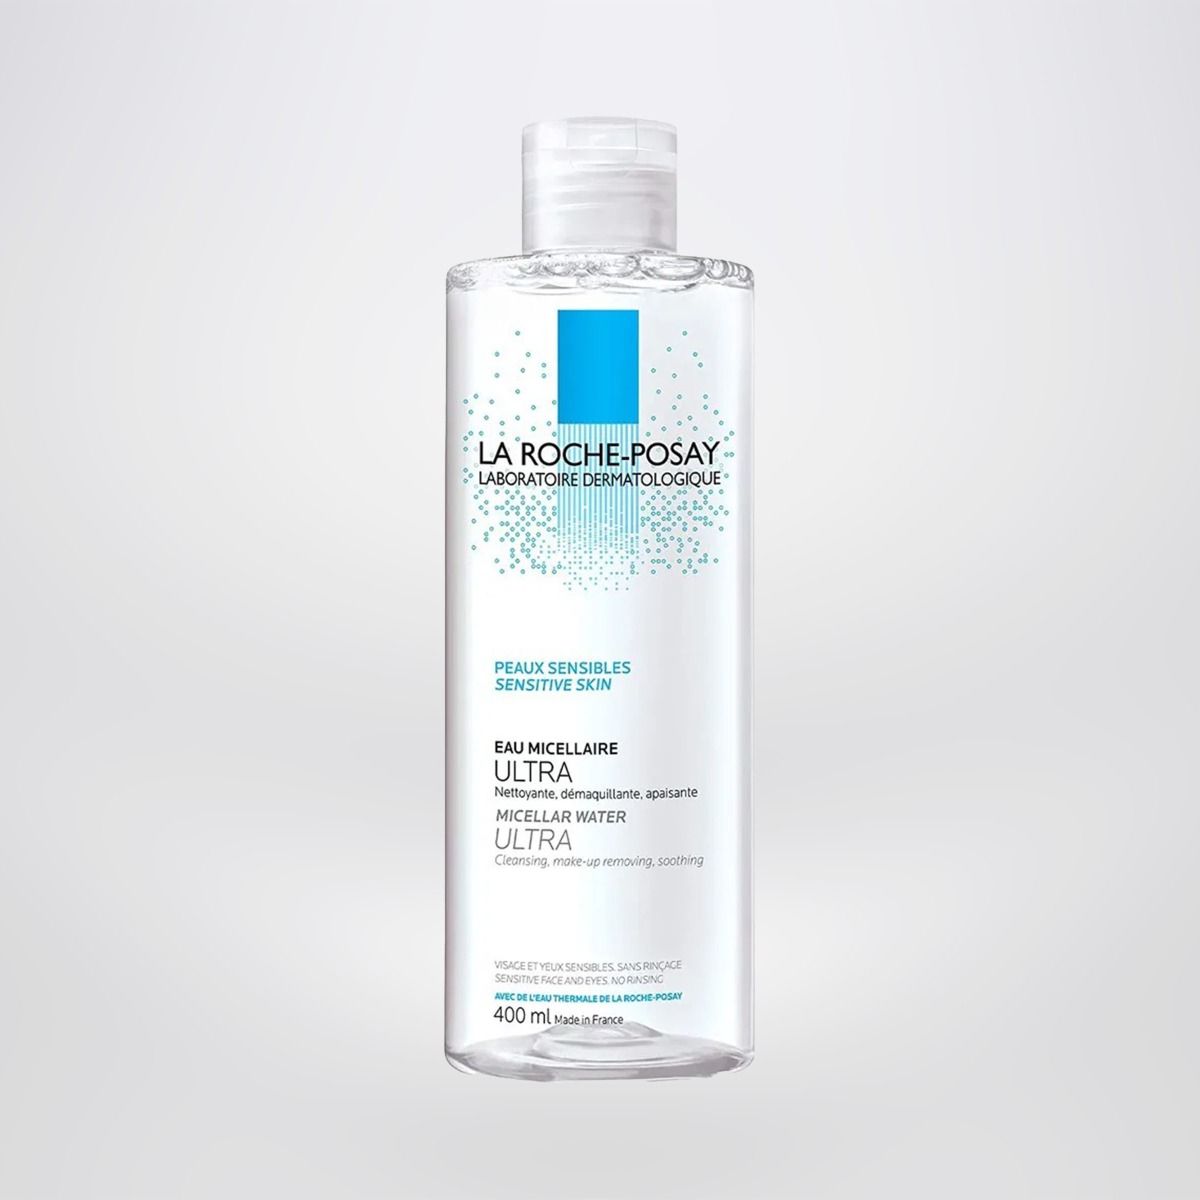 LA ROCHE-POSAY
LABORATOIRE DERMATOLOGIQUE
PEAUX SENSIBLES
SENSITIVE SKIN
EAU MICELLAIRE
ULTRA
Nettoyante, démaquillante, apaisante
MICELLAR WATER
ULTRA
Cleansing, make-up removing, soothing
VISAGE ET YEUX SENSIBLES. SANS RINÇAGE
SENSITIVE FACE AND EYES. NO RINSING
AVEC DE L'EAU THERMALE DE LA ROCHE-POSAY
400 ml Made in France